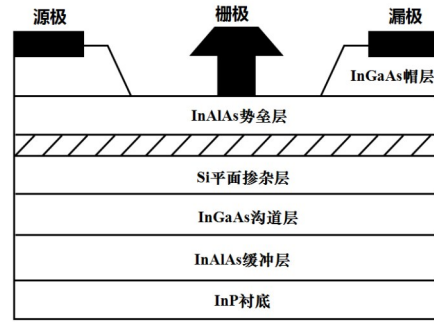 源极
栅极
漏极
InGaAs帽层
InAlAs势垒层
Si平面掺杂层
InGaAs沟道层
InAlAs缓冲层
InP衬底